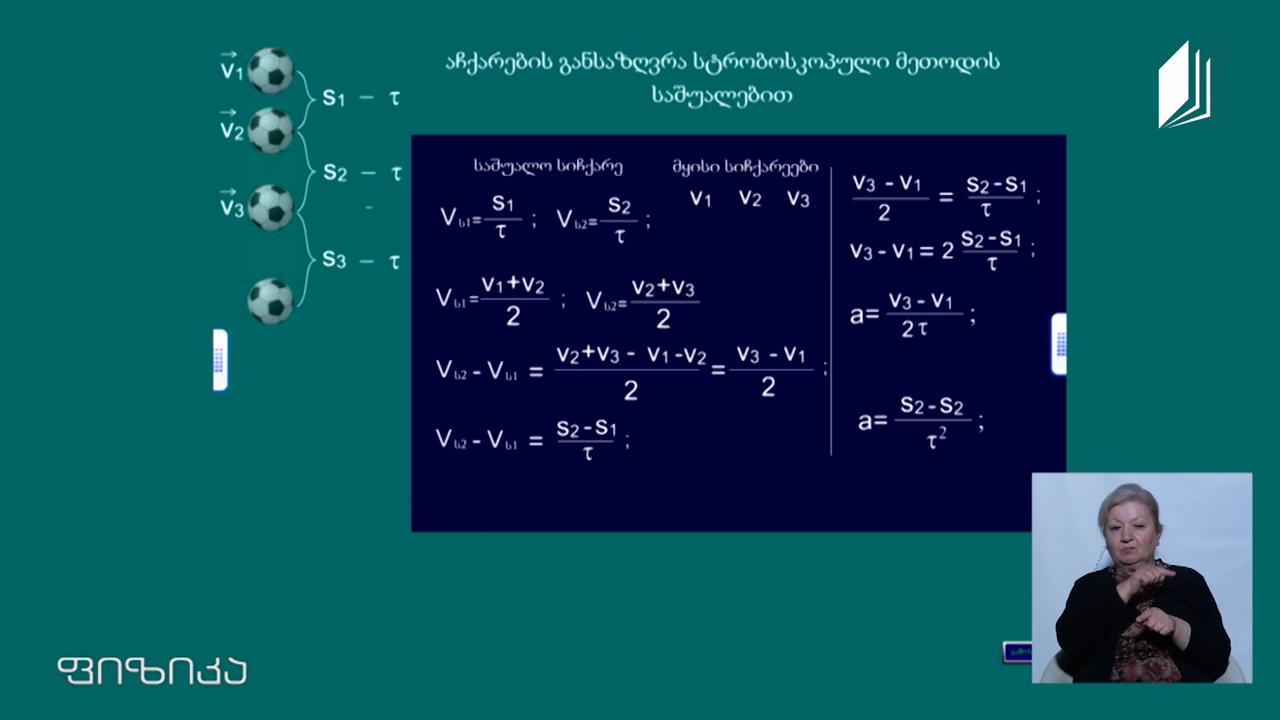 აჩქარების განსაზღვრა სტრობოსკოპული მეთოდის
საშუალებით
v⃗1
s1 – τ
v⃗2
s2 – τ
v⃗3
-
s3 – τ
საშუალო სიჩქარე
მყისი სიჩქარეები
Vს1 = s1/τ ; Vს2 = s2/τ ;
v1 v2 v3
Vს1 = (v1+v2)/2 ; Vს2 = (v2+v3)/2
Vს2 - Vს1 = (v2+v3 - v1 -v2)/2 = (v3 - v1)/2 ;
Vს2 - Vს1 = (s2-s1)/τ ;
(v3 - v1)/2 = (s2-s1)/τ ;
v3 - v1 = 2 (s2-s1)/τ ;
a= (v3 - v1)/2τ ;
a= (s2-s2)/τ² ;
ფიზიკა